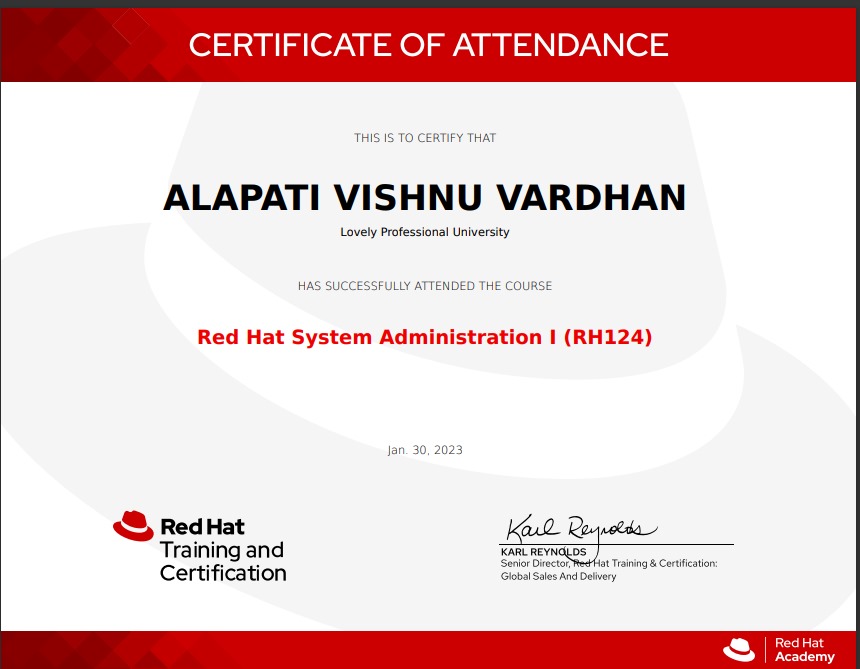 CERTIFICATE OF ATTENDANCE
THIS IS TO CERTIFY THAT
ALAPATI VISHNU VARDHAN
Lovely Professional University
HAS SUCCESSFULLY ATTENDED THE COURSE
Red Hat System Administration I (RH124)
Jan. 30, 2023
Red Hat
Training and
Certification
Karl Reynolds
KARL REYNOLDS
Senior Director, Red Hat Training & Certification:
Global Sales And Delivery
Red Hat
Academy